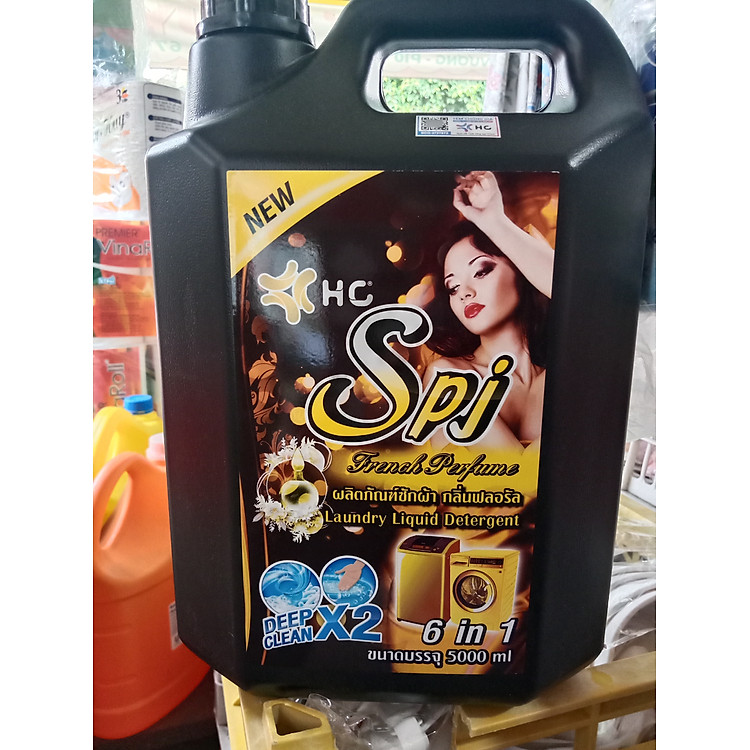 NEW
HC
HC
Spj
French Perfume
ผลิตภัณฑ์ซักผ้า กลิ่นฟลอรัล
Laundry Liquid Detergent
DEEP
CLEAN
X2
6 in 1
ขนาดบรรจุ 5000 ml
PREMIER